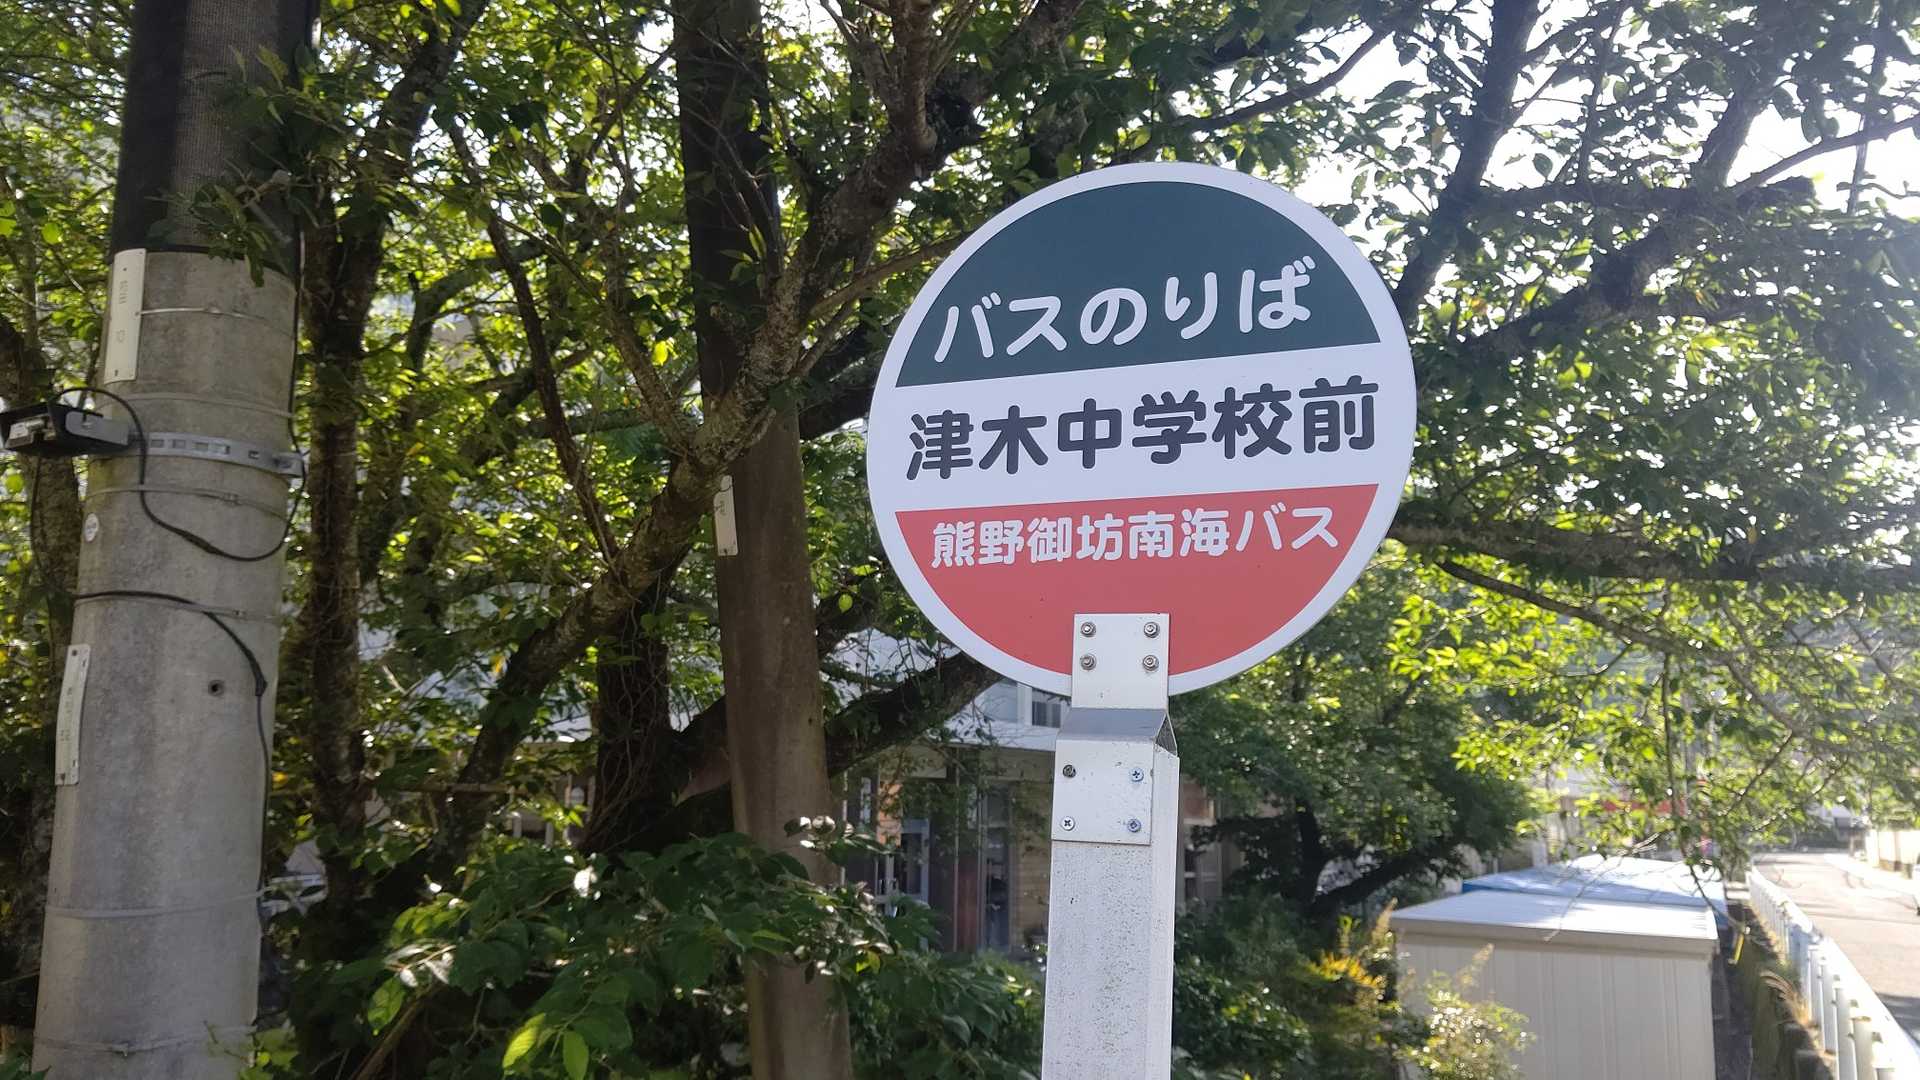 バスのりば
津木中学校前
熊野御坊南海バス